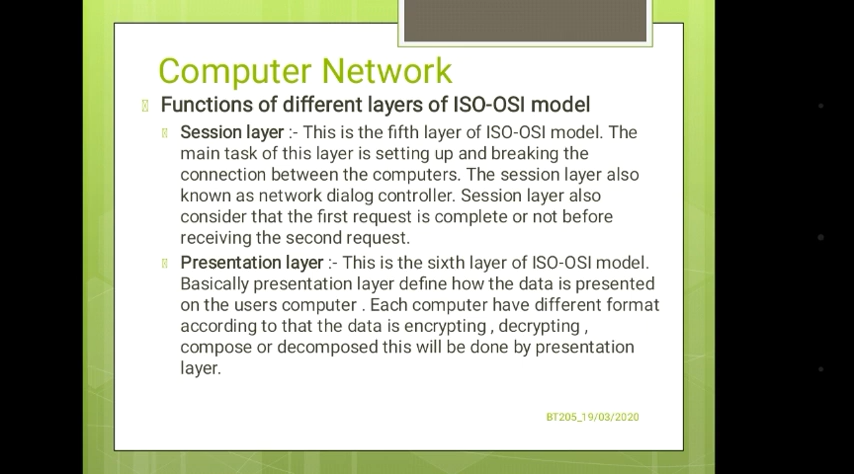 Computer Network
Functions of different layers of ISO-OSI model
Session layer :- This is the fifth layer of ISO-OSI model. The
main task of this layer is setting up and breaking the
connection between the computers. The session layer also
known as network dialog controller. Session layer also
consider that the first request is complete or not before
receiving the second request.
Presentation layer :- This is the sixth layer of ISO-OSI model.
Basically presentation layer define how the data is presented
on the users computer . Each computer have different format
according to that the data is encrypting , decrypting ,
compose or decomposed this will be done by presentation
layer.
BT205_19/03/2020